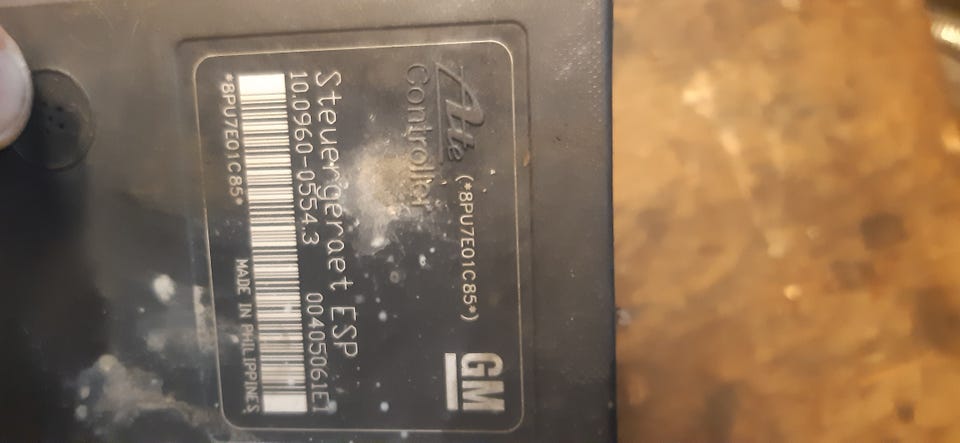 Ate (*8PU7E01C85*) GM
Controller
Steuergeraet ESP
10.0960-0554.3 00405061E1
*8PU7E01C85* MADE IN PHILIPPINES